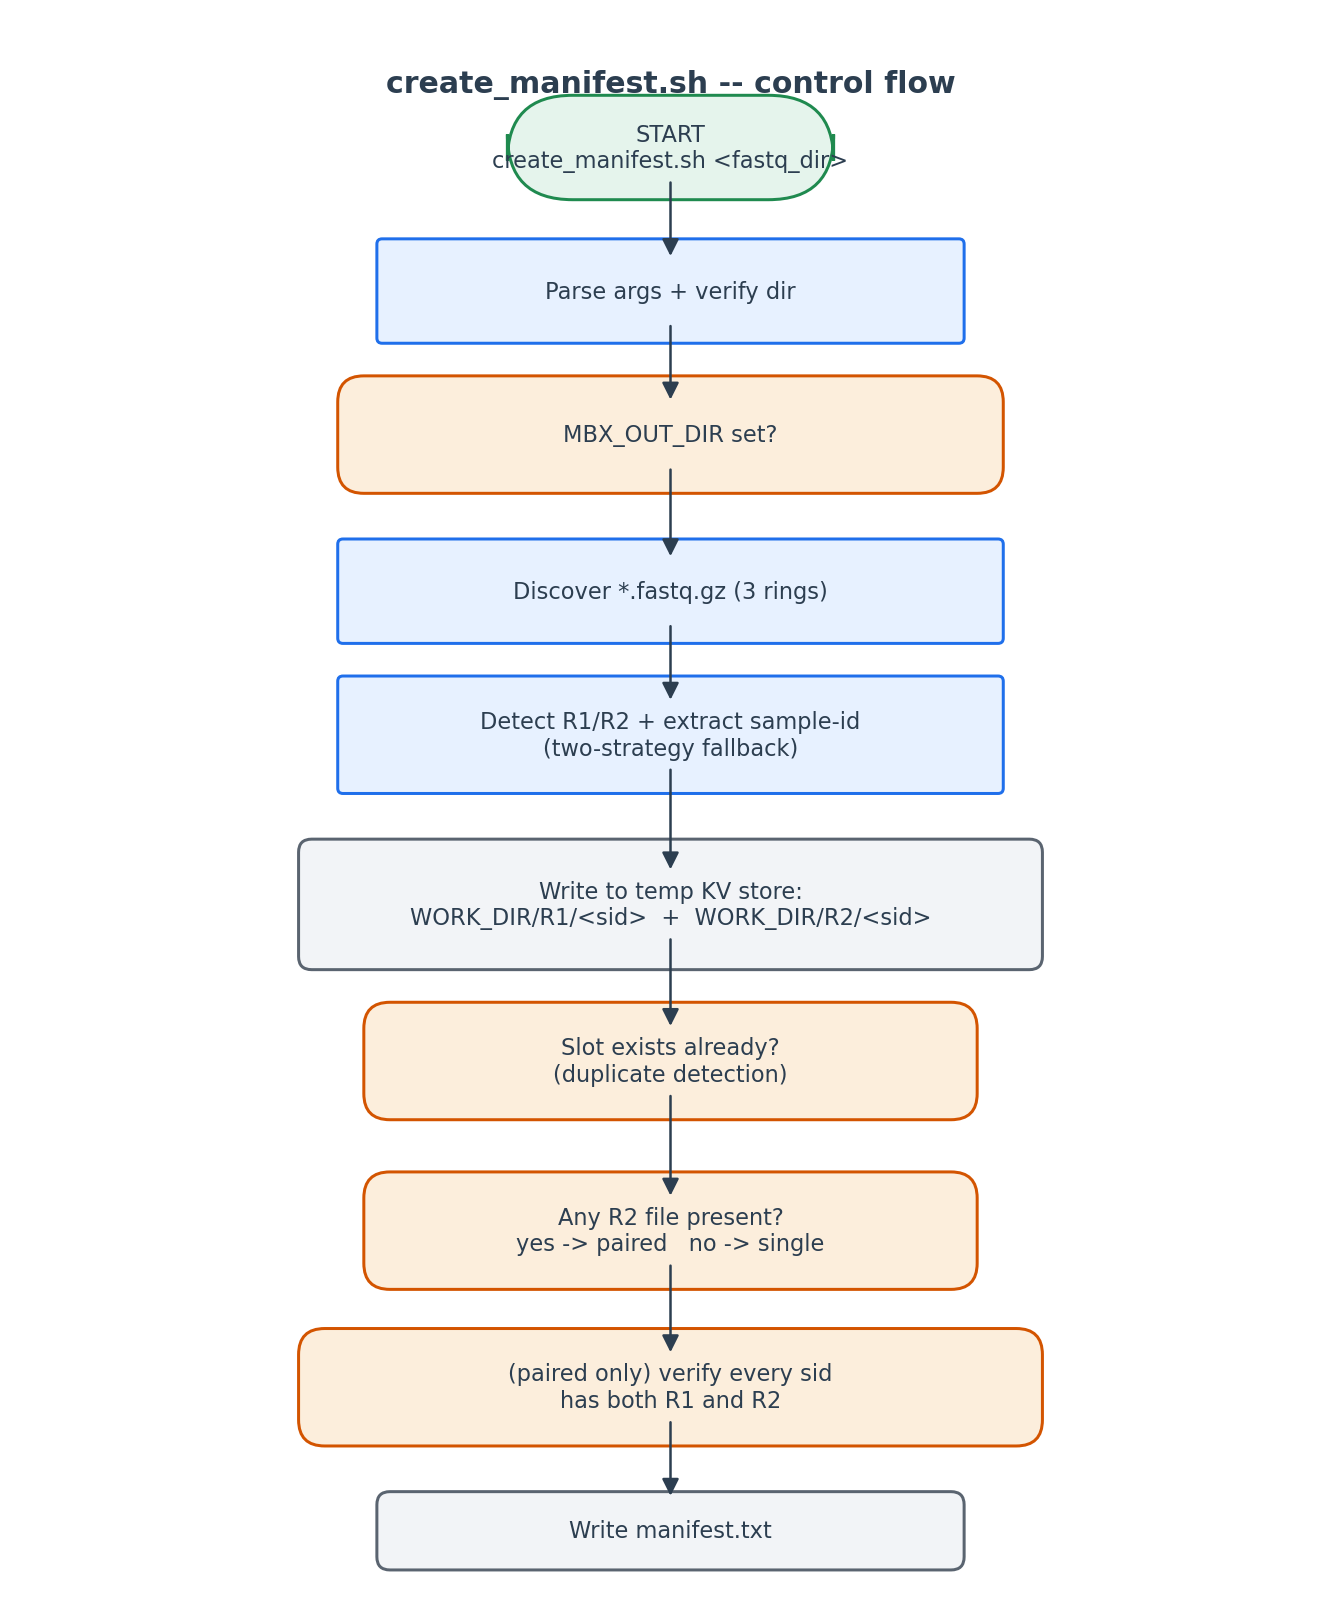 create_manifest.sh -- control flow
START
create_manifest.sh <fastq_dir>
Parse args + verify dir
MBX_OUT_DIR set?
Discover *.fastq.gz (3 rings)
Detect R1/R2 + extract sample-id
(two-strategy fallback)
Write to temp KV store:
WORK_DIR/R1/<sid>  +  WORK_DIR/R2/<sid>
Slot exists already?
(duplicate detection)
Any R2 file present?
yes -> paired   no -> single
(paired only) verify every sid
has both R1 and R2
Write manifest.txt